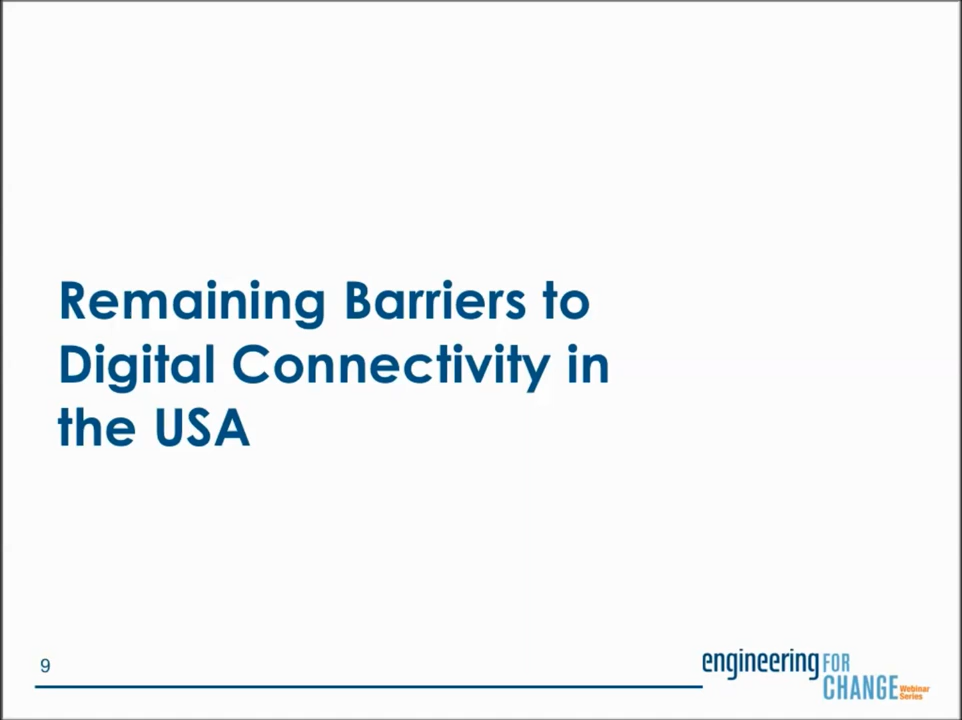 Remaining Barriers to
Digital Connectivity in
the USA
9
engineering FOR
CHANGE Webinar
Series